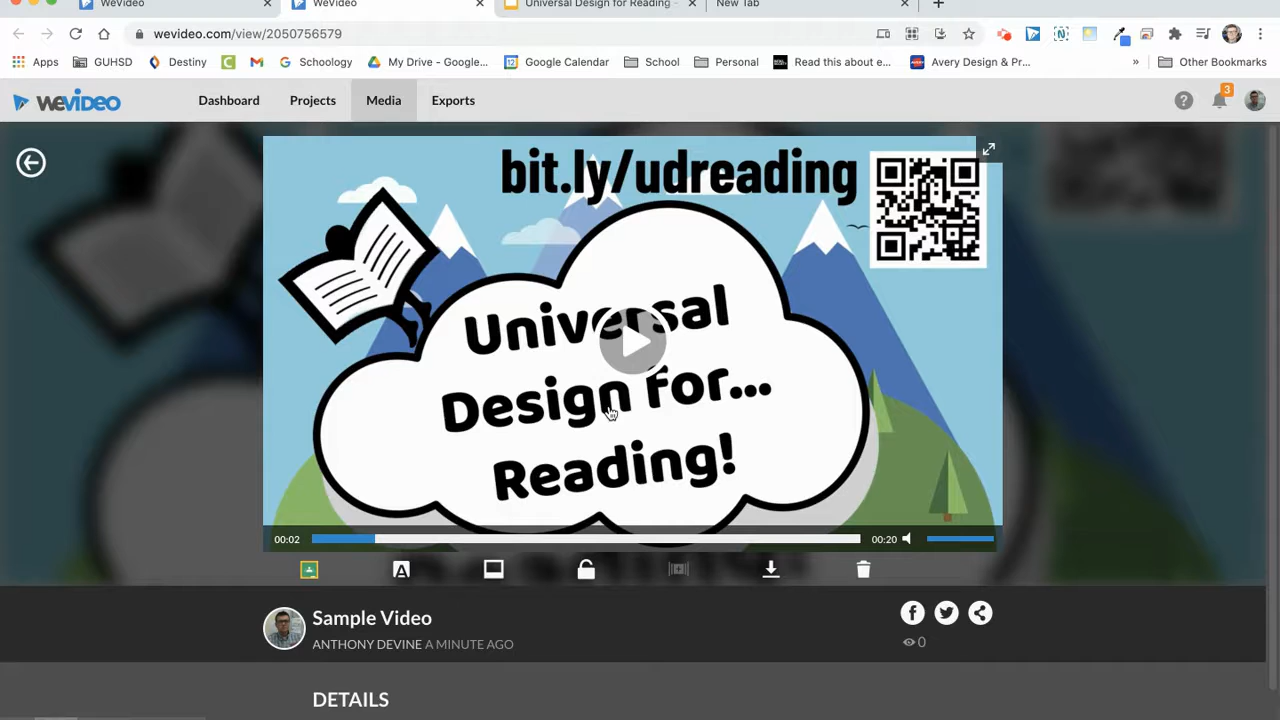 WeVideo
WeVideo
Universal Design for Reading -
New Tab
wevideo.com/view/2050756579
Apps
GUHSD
Destiny
Schoology
My Drive - Google...
Google Calendar
School
Personal
Read this about e...
Avery Design & Pr...
»
Other Bookmarks
wevideo
Dashboard
Projects
Media
Exports
3
bit.ly/udreading
Universal
Design for...
Reading!
00:02
00:20
Sample Video
ANTHONY DEVINE A MINUTE AGO
0
DETAILS